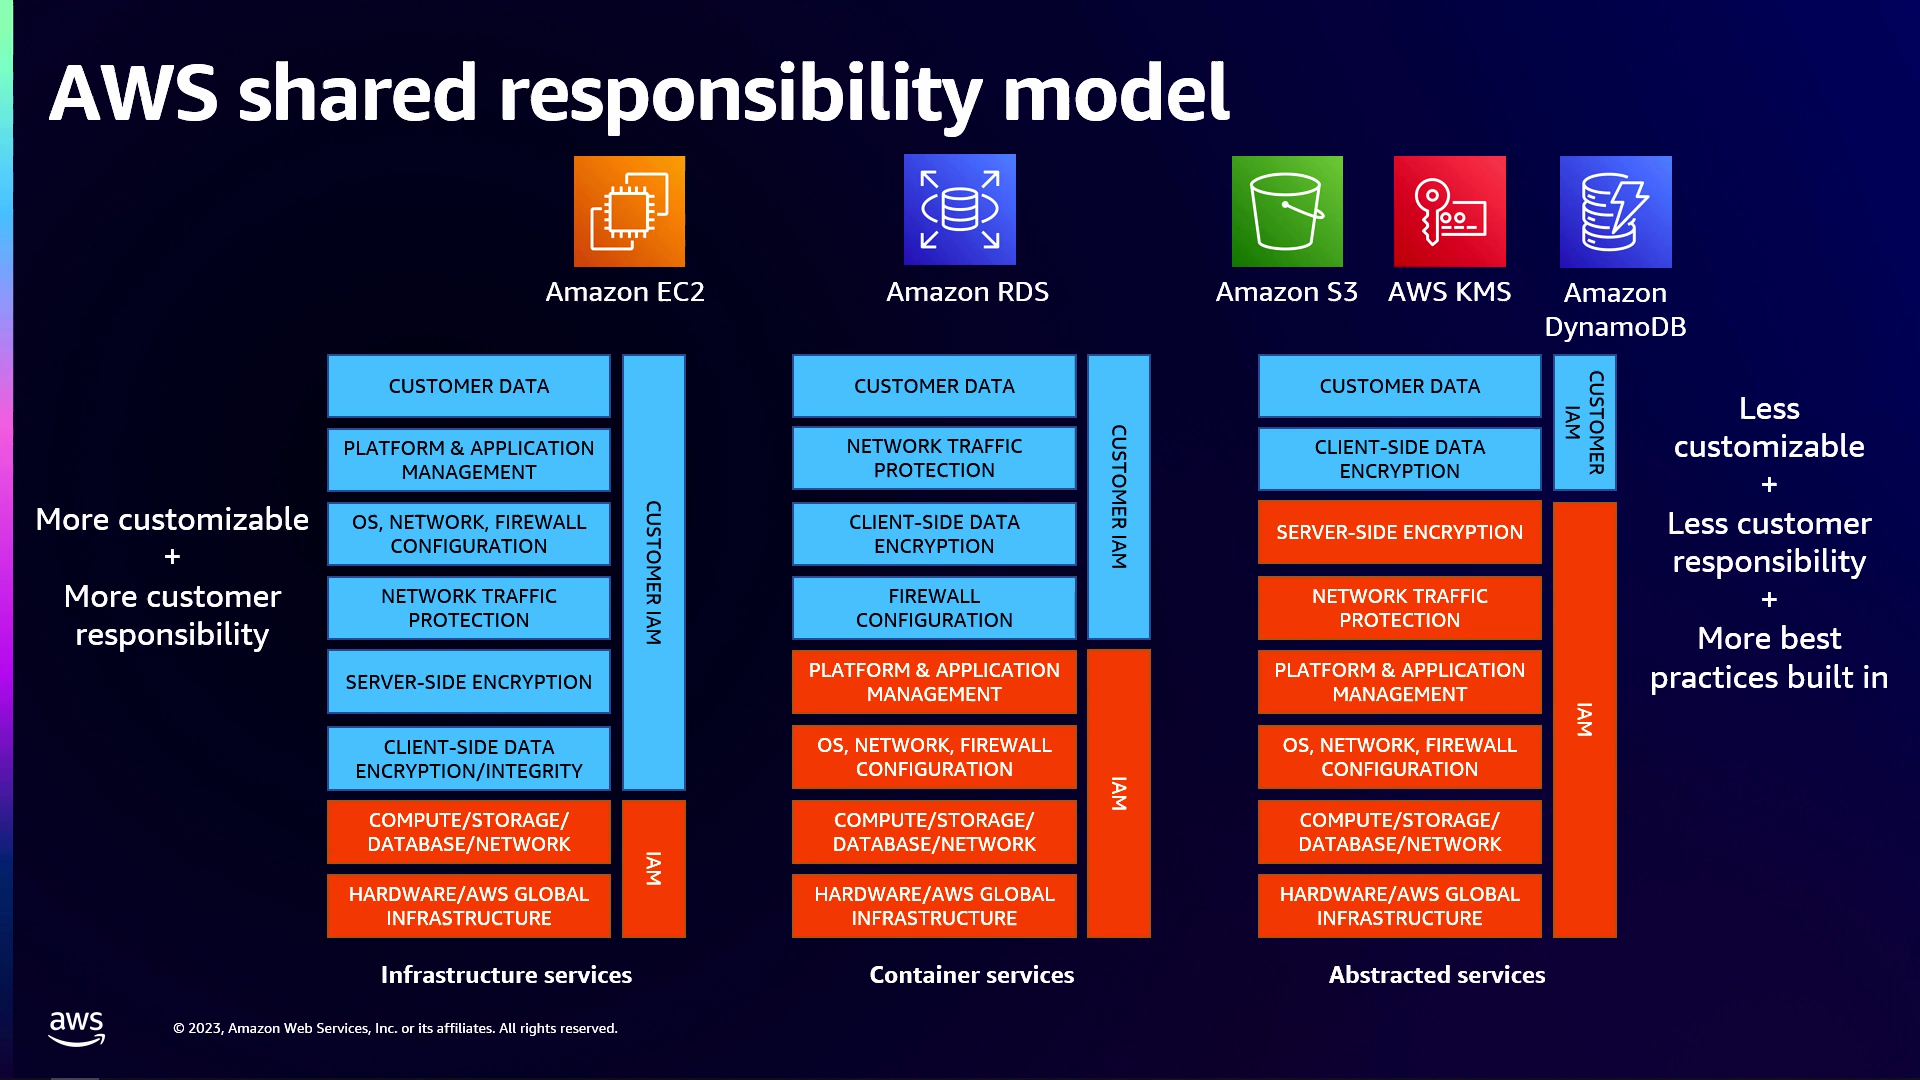 AWS shared responsibility model
Amazon EC2
Amazon RDS
Amazon S3
AWS KMS
Amazon
DynamoDB
More customizable
+
More customer
responsibility
CUSTOMER DATA
PLATFORM & APPLICATION
MANAGEMENT
OS, NETWORK, FIREWALL
CONFIGURATION
NETWORK TRAFFIC
PROTECTION
SERVER-SIDE ENCRYPTION
CLIENT-SIDE DATA
ENCRYPTION/INTEGRITY
COMPUTE/STORAGE/
DATABASE/NETWORK
HARDWARE/AWS GLOBAL
INFRASTRUCTURE
CUSTOMER IAM
IAM
Infrastructure services
CUSTOMER DATA
NETWORK TRAFFIC
PROTECTION
CLIENT-SIDE DATA
ENCRYPTION
FIREWALL
CONFIGURATION
PLATFORM & APPLICATION
MANAGEMENT
OS, NETWORK, FIREWALL
CONFIGURATION
COMPUTE/STORAGE/
DATABASE/NETWORK
HARDWARE/AWS GLOBAL
INFRASTRUCTURE
CUSTOMER IAM
IAM
Container services
CUSTOMER DATA
CLIENT-SIDE DATA
ENCRYPTION
SERVER-SIDE ENCRYPTION
NETWORK TRAFFIC
PROTECTION
PLATFORM & APPLICATION
MANAGEMENT
OS, NETWORK, FIREWALL
CONFIGURATION
COMPUTE/STORAGE/
DATABASE/NETWORK
HARDWARE/AWS GLOBAL
INFRASTRUCTURE
CUSTOMER
IAM
IAM
Abstracted services
Less
customizable
+
Less customer
responsibility
+
More best
practices built in
aws
© 2023, Amazon Web Services, Inc. or its affiliates. All rights reserved.